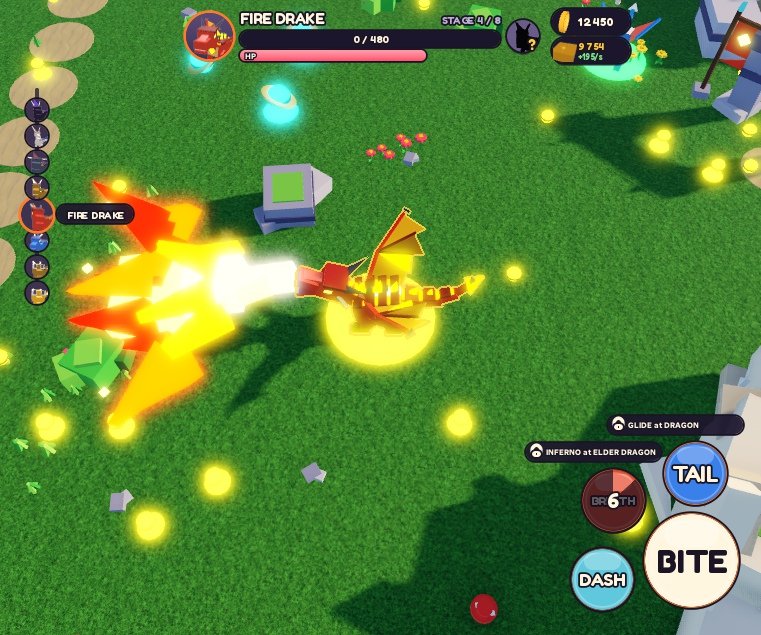 FIRE DRAKE
STAGE 4 / 8
0 / 480
HP
?
12 450
9 754
+195/s
FIRE DRAKE
GLIDE at DRAGON
INFERNO at ELDER DRAGON
TAIL
6
BITE
DASH